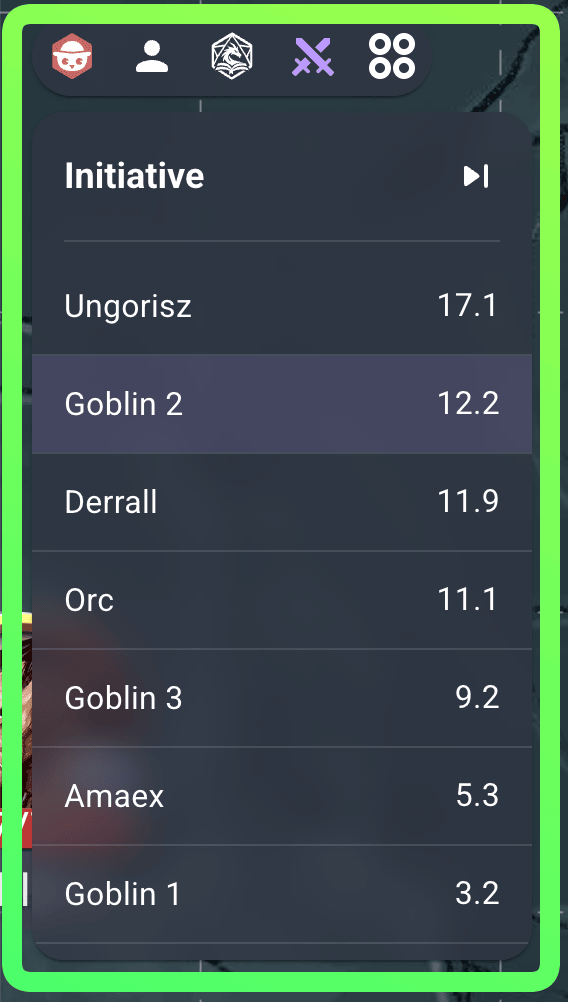 Initiative
Ungorisz 17.1
Goblin 2 12.2
Derrall 11.9
Orc 11.1
Goblin 3 9.2
Amaex 5.3
Goblin 1 3.2